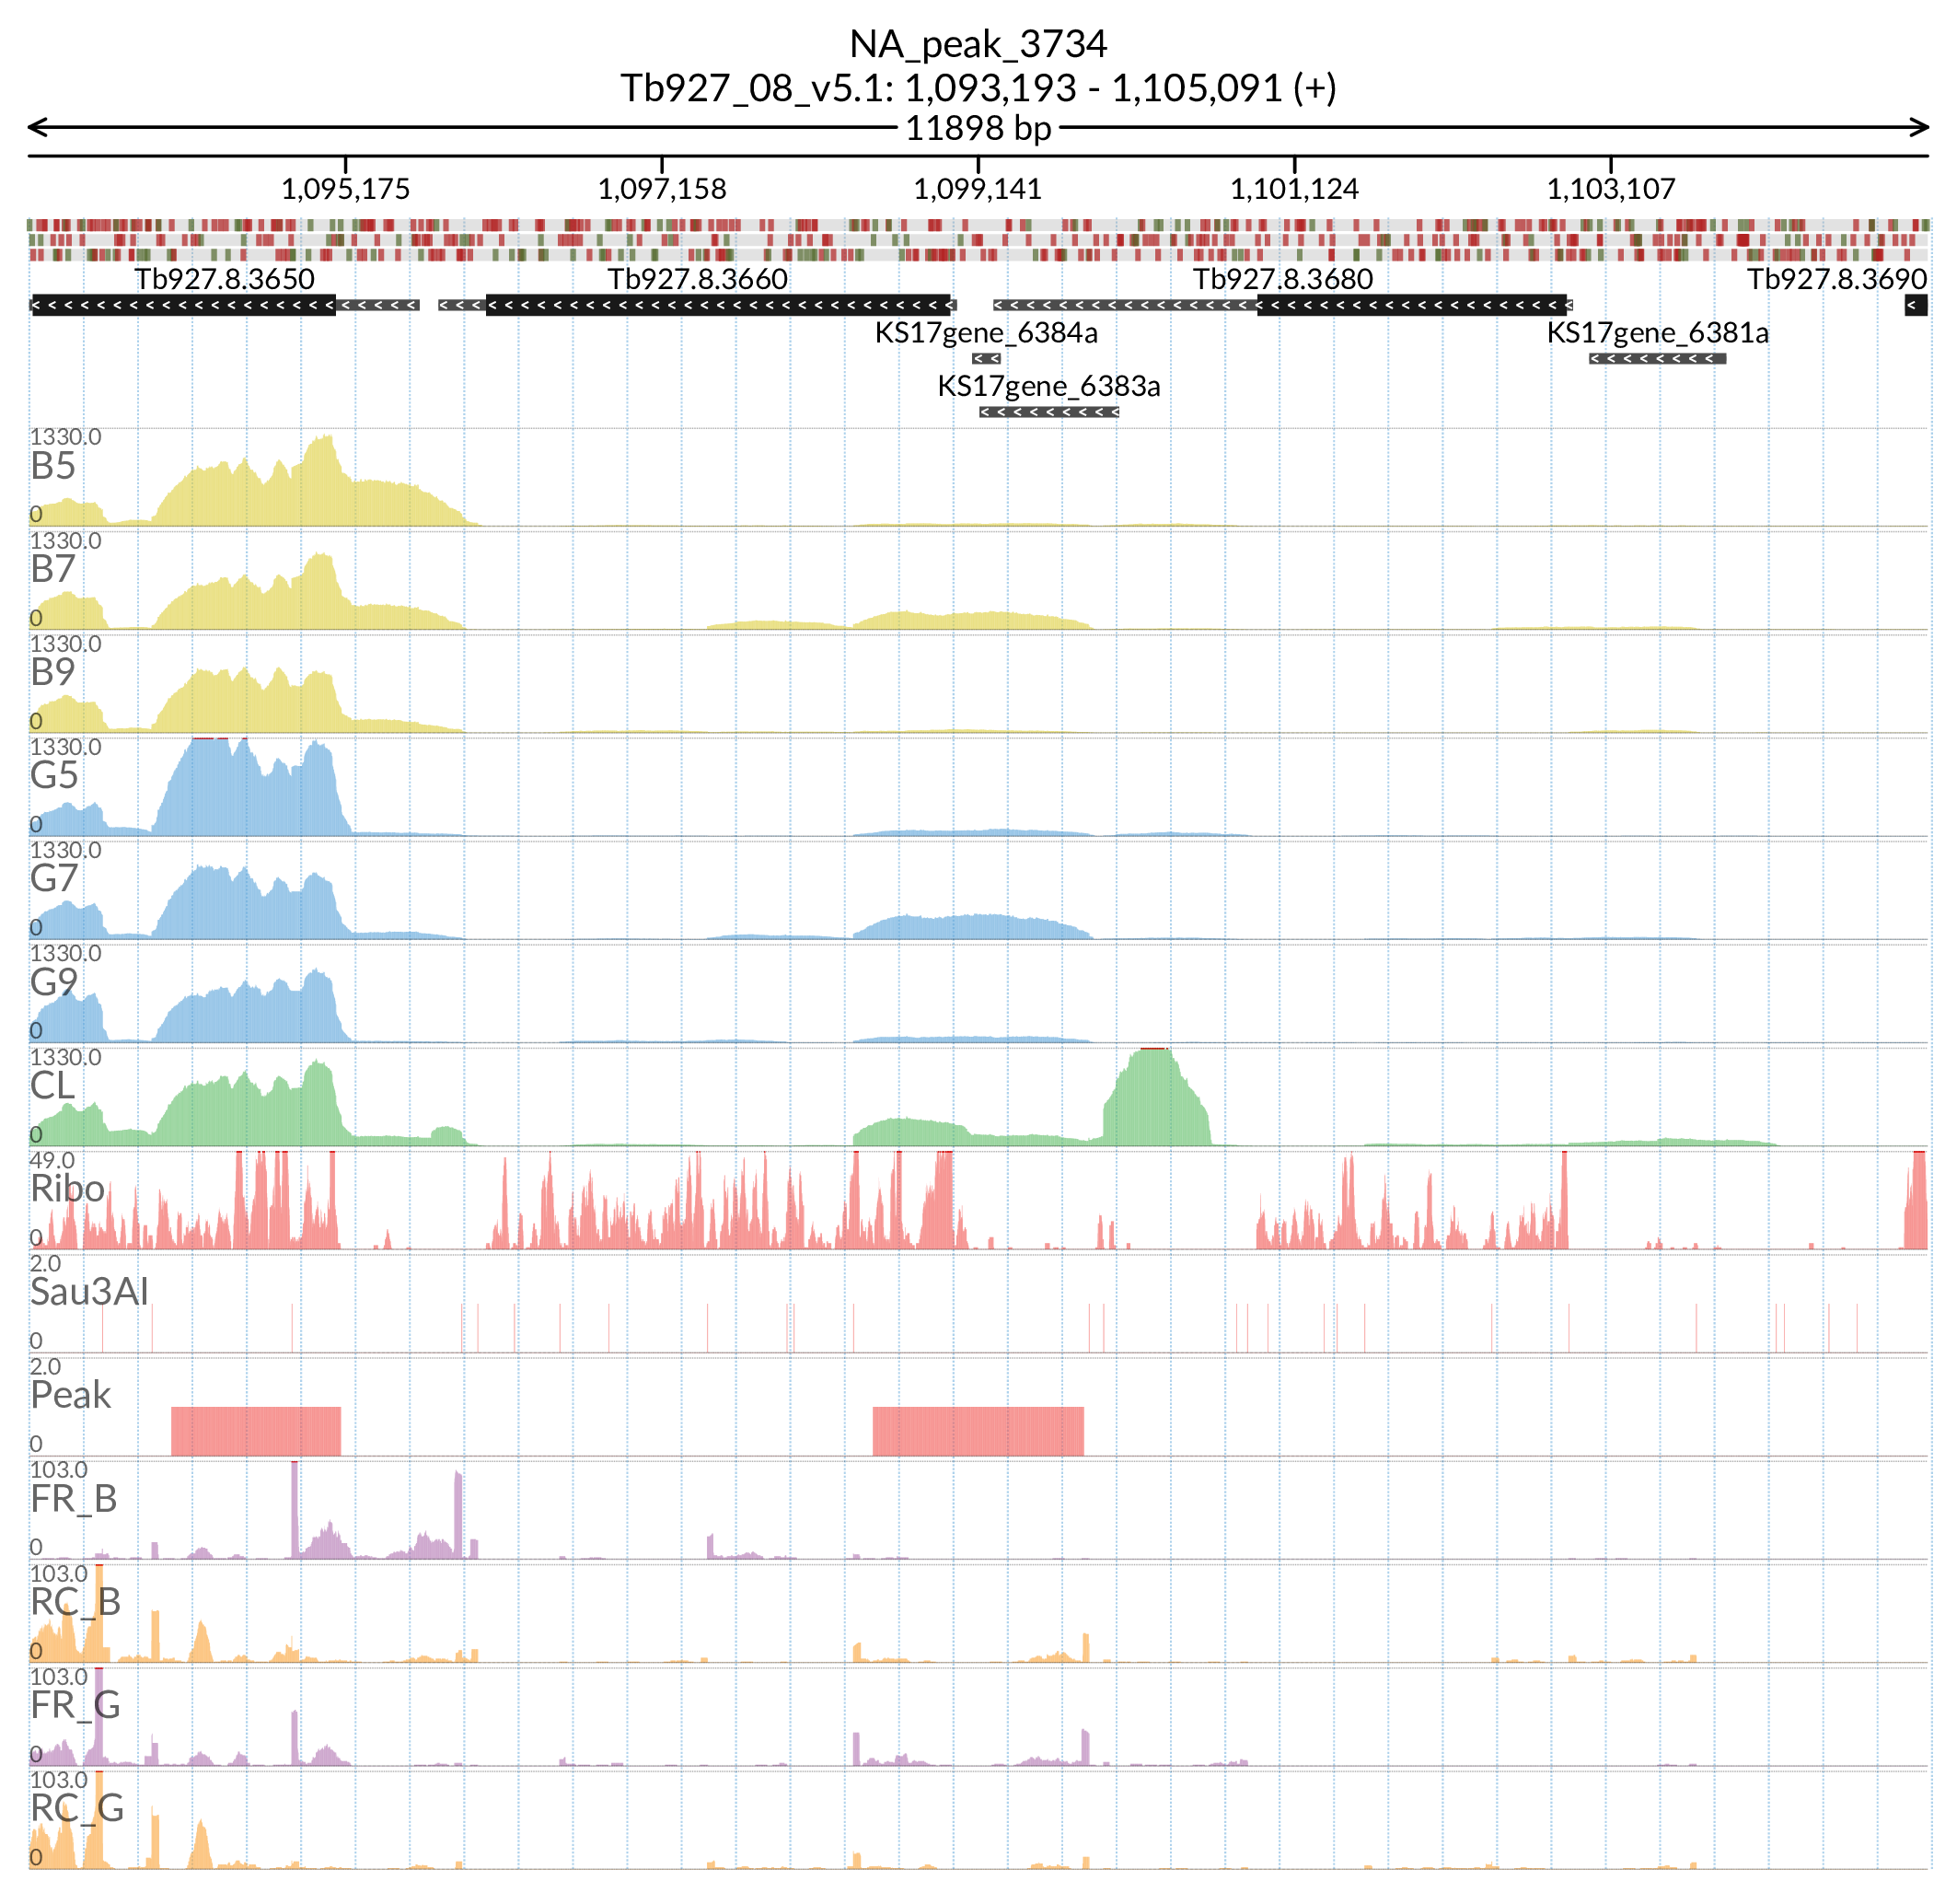 NA_peak_3734
Tb927_08_v5.1: 1,093,193 - 1,105,091 (+)
11898 bp
1,095,175 1,097,158 1,099,141 1,101,124 1,103,107
Tb927.8.3650 Tb927.8.3660 Tb927.8.3680 Tb927.8.3690
KS17gene_6384a KS17gene_6381a
KS17gene_6383a
1330.0
B5
0
1330.0
B7
0
1330.0
B9
0
1330.0
G5
0
1330.0
G7
0
1330.0
G9
0
1330.0
CL
0
49.0
Ribo
0
2.0
Sau3AI
0
2.0
Peak
0
103.0
FR_B
0
103.0
RC_B
0
103.0
FR_G
0
103.0
RC_G
0